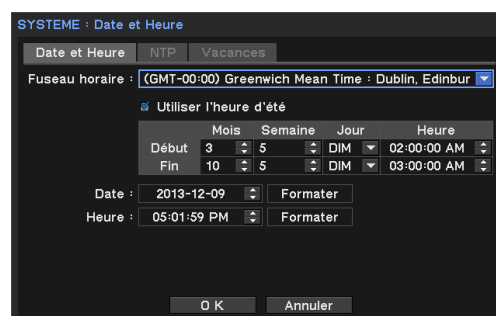 SYSTEME : Date et Heure
Date et Heure NTP Vacances
Fuseau horaire : (GMT-00:00) Greenwich Mean Time : Dublin, Edinbur
Utiliser l'heure d'été
Mois Semaine Jour Heure
Début 3 5 DIM 02:00:00 AM
Fin 10 5 DIM 03:00:00 AM
Date : 2013-12-09 Formater
Heure : 05:01:59 PM Formater
OK Annuler